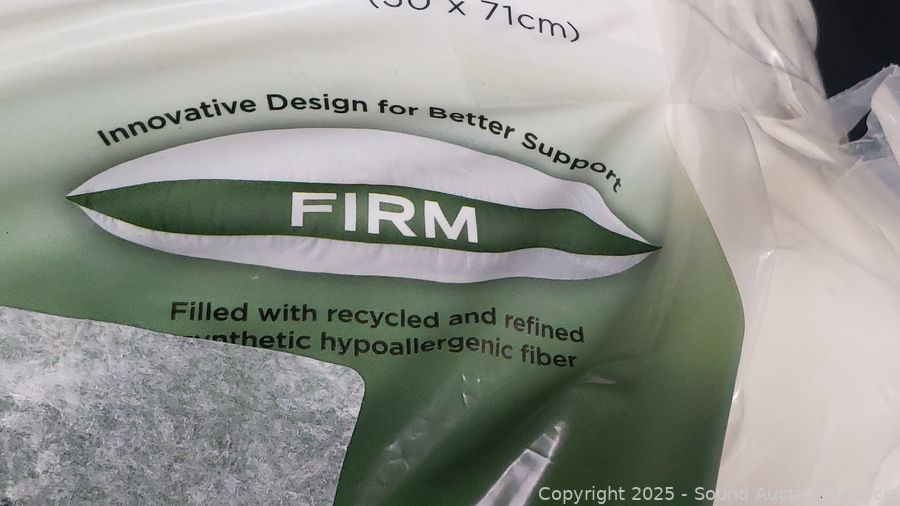 x 71cm)
Innovative Design for Better Support
FIRM
Filled with recycled and refined
synthetic hypoallergenic fiber
Copyright 2025 - Sound Auction Service